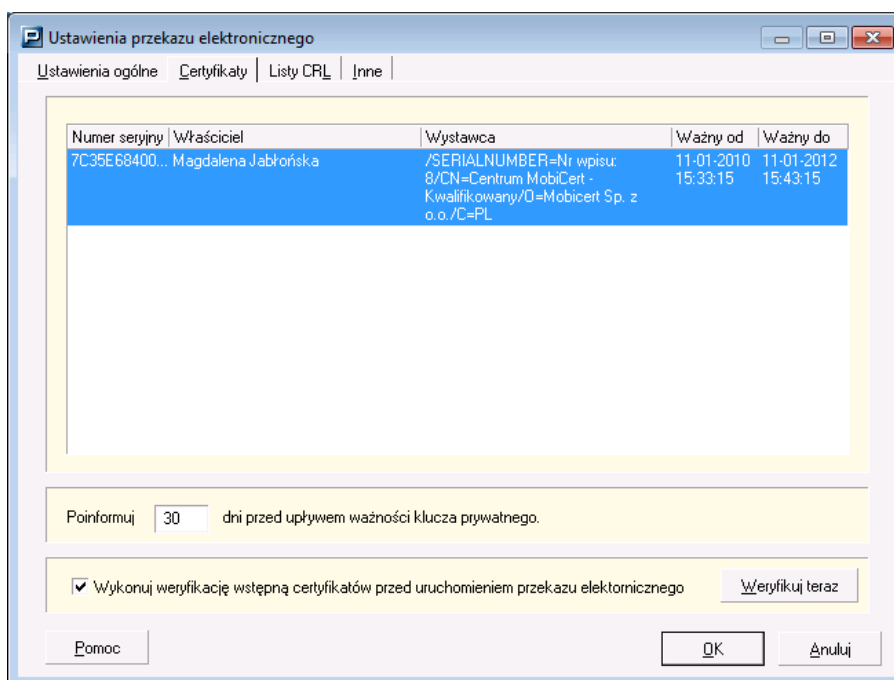 Ustawienia przekazu elektronicznego
Ustawienia ogólne Certyfikaty Listy CRL Inne
Numer seryjny Właściciel Wystawca Ważny od Ważny do
7C35E68400... Magdalena Jabłońska /SERIALNUMBER=Nr wpisu: 11-01-2010 11-01-2012
8/CN=Centrum MobiCert - 15:33:15 15:43:15
Kwalifikowany/O=Mobicert Sp. z
o.o./C=PL
Poinformuj 30 dni przed upływem ważności klucza prywatnego.
Wykonuj weryfikację wstępną certyfikatów przed uruchomieniem przekazu elektornicznego Weryfikuj teraz
Pomoc OK Anuluj